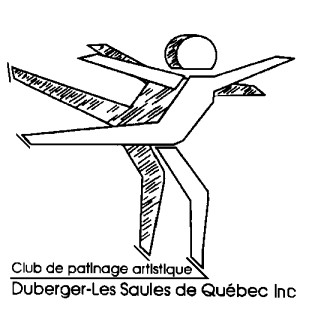 Club de patinage artistique
Duberger-Les Saules de Québec Inc